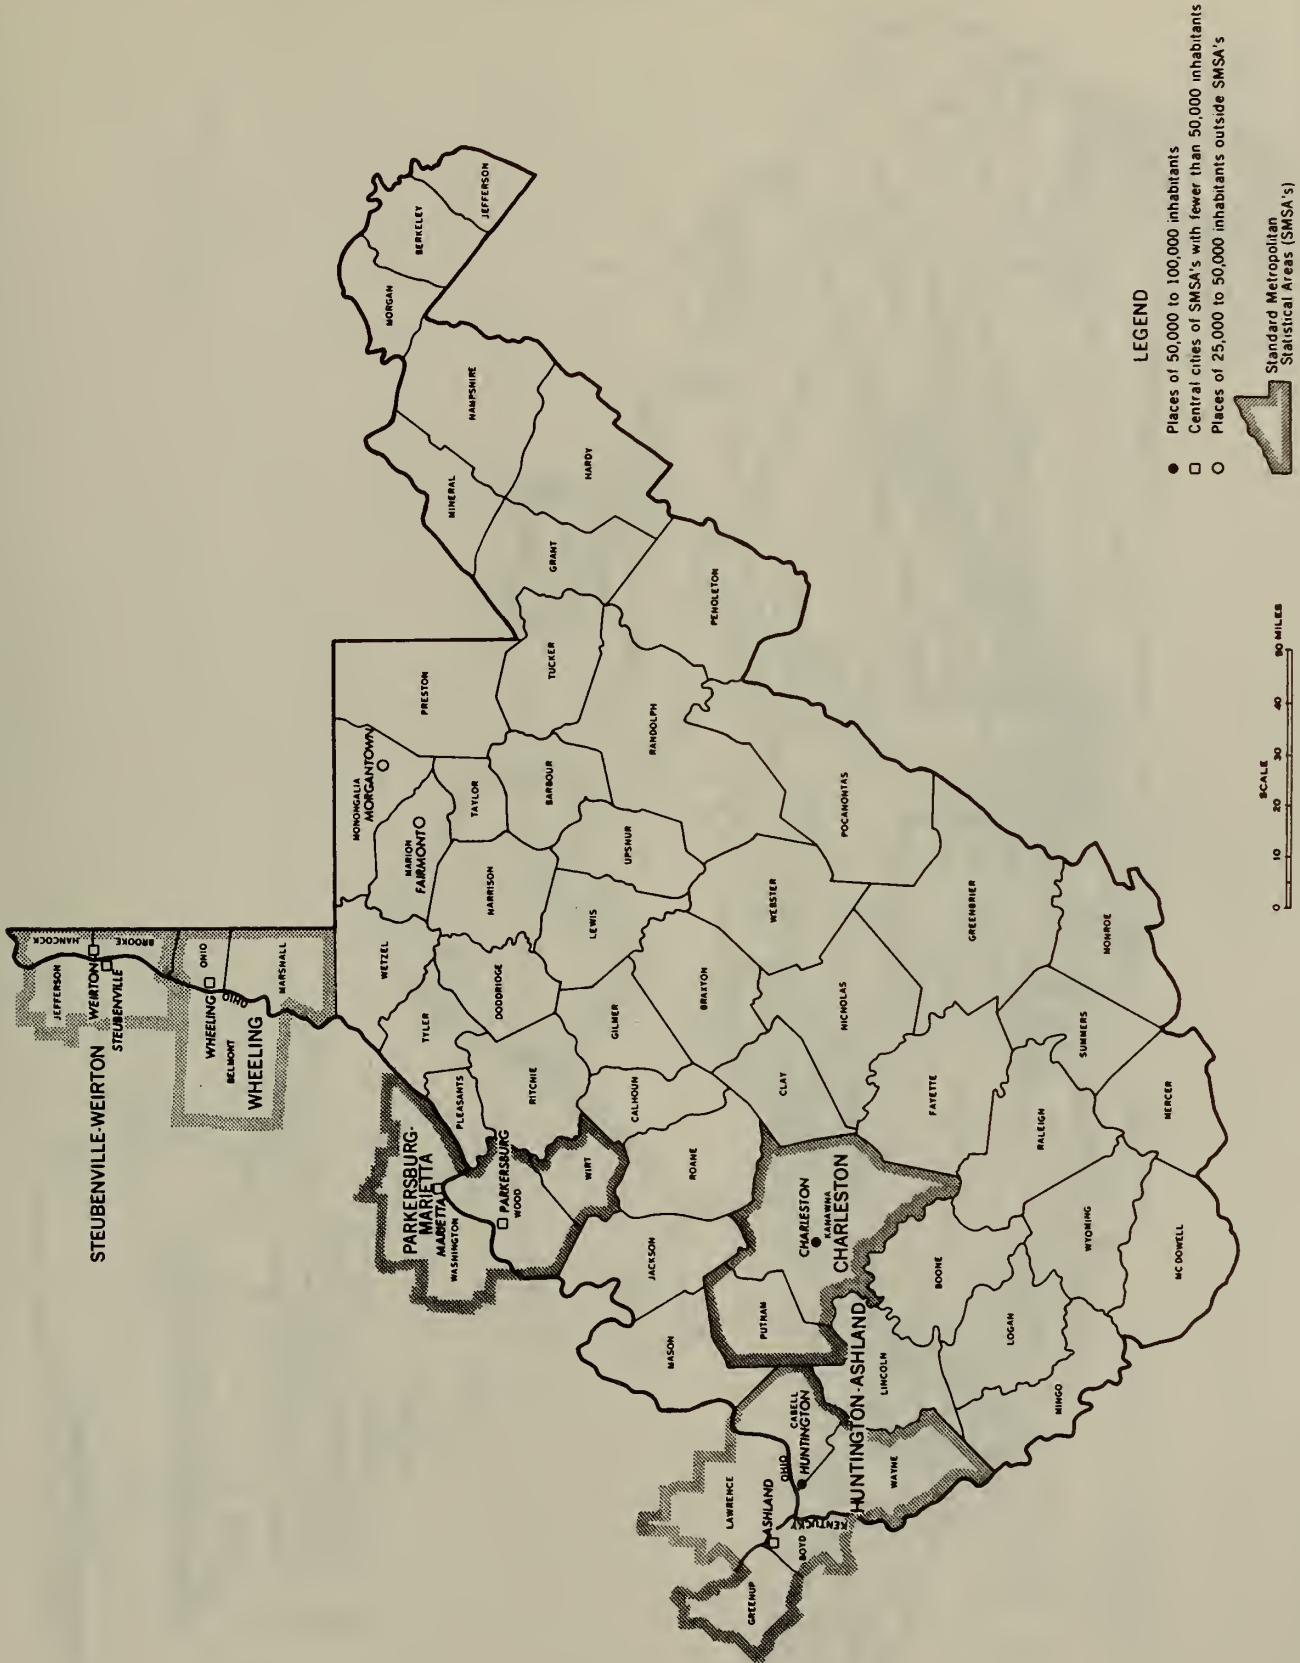 STEUBENVILLE-WEIRTON
JEFFERSON
HANCOCK
WEIRTON
BROOKE
STEUBENVILLE
OHIO
WHEELING
OHIO
BELMONT
WHEELING
MARSHALL
MORGAN
BERKELEY
JEFFERSON
HAMPSHIRE
MINERAL
HARDY
GRANT
PENDLETON
PRESTON
TUCKER
RANDOLPH
MONONGALIA
MORGANTOWN
MARION
FAIRMONT
TAYLOR
BARBOUR
HARRISON
UPSHUR
LEWIS
WEBSTER
POCAHONTAS
WETZEL
TYLER
DODDRIDGE
GILMER
BRAXTON
NICHOLAS
GREENBRIER
MONROE
PARKERSBURG-
MARIETTA
MARIETTA
WASHINGTON
PLEASANTS
PARKERSBURG
WOOD
RITCHIE
WIRT
CALHOUN
ROANE
CLAY
FAYETTE
SUMMERS
RALEIGH
MERCER
JACKSON
MASON
PUTNAM
CHARLESTON
KANAWHA
CHARLESTON
BOONE
LOGAN
WYOMING
MC DOWELL
MINGO
LINCOLN
HUNTINGTON-ASHLAND
CABELL
HUNTINGTON
OHIO
WAYNE
LAWRENCE
ASHLAND
KENTUCKY
BOYD
GREENUP
LEGEND
● Places of 50,000 to 100,000 inhabitants
□ Central cities of SMSA's with fewer than 50,000 inhabitants
○ Places of 25,000 to 50,000 inhabitants outside SMSA's
Standard Metropolitan
Statistical Areas (SMSA's)
SCALE
0 10 20 30 40 50 MILES